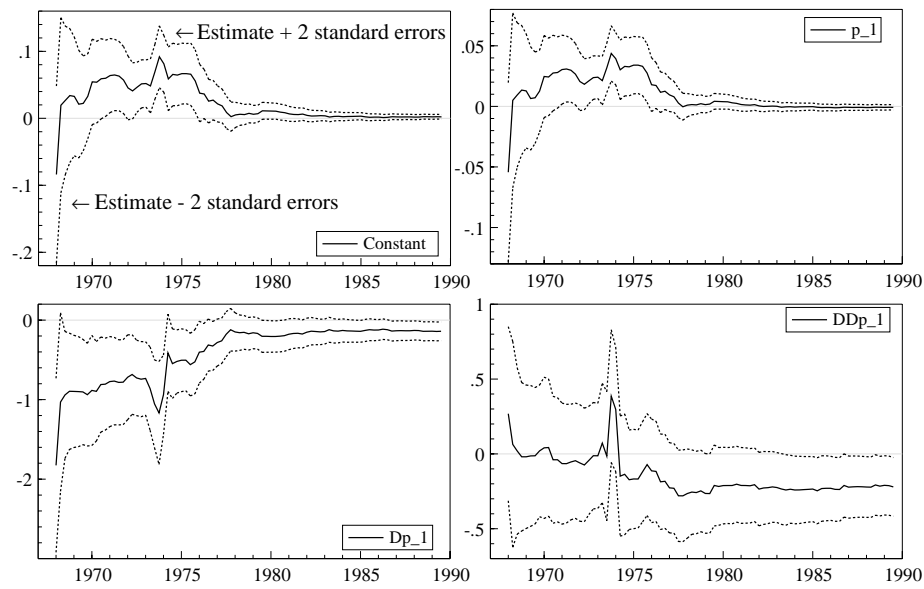 .1
← Estimate + 2 standard errors
0
-.1
← Estimate - 2 standard errors
-.2
Constant
1970 1975 1980 1985 1990
.05
p_1
0
-.05
-.1
1970 1975 1980 1985 1990
0
-1
-2
Dp_1
1970 1975 1980 1985 1990
1
DDp_1
.5
0
-.5
1970 1975 1980 1985 1990